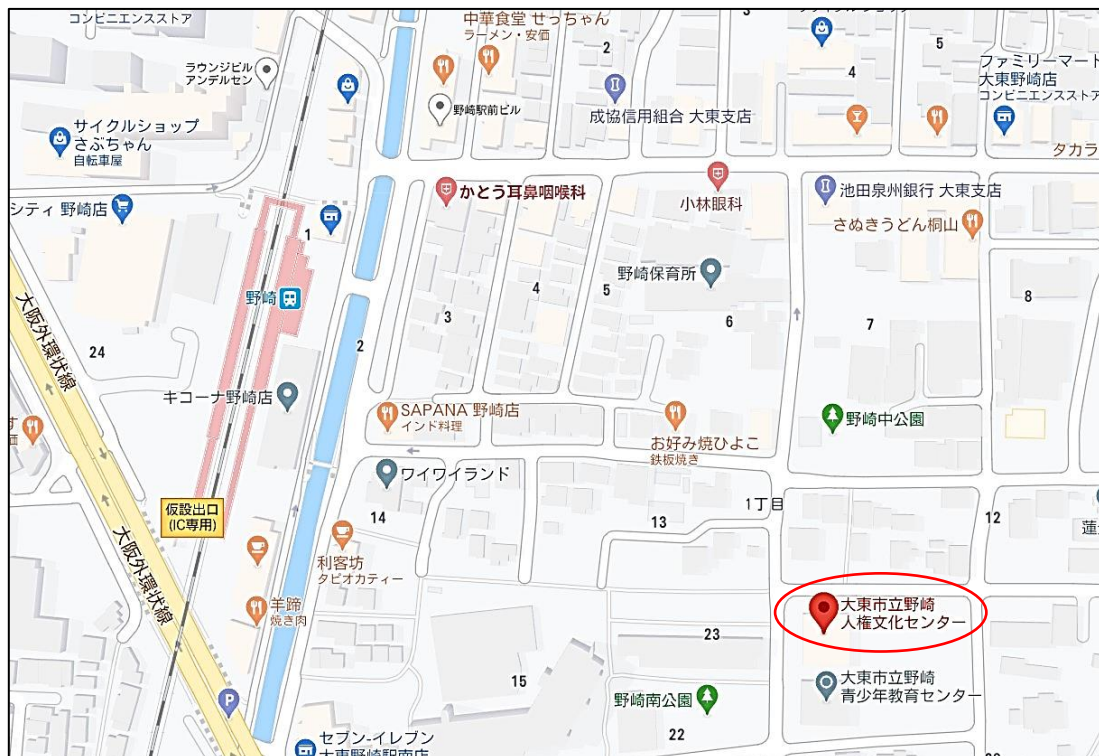 コンビニエンスストア
中華食堂 せっちゃん
ラーメン・安価
3
2
4
5
ファミリーマート
大東野崎店
コンビニエンスストア
ラウンジビル
アンデルセン
野崎駅前ビル
成協信用組合 大東支店
サイクルショップ
さぶちゃん
自転車屋
タカラ
かとう耳鼻咽喉科
小林眼科
池田泉州銀行 大東支店
シティ 野崎店
さぬきうどん桐山
1
野崎
野崎保育所
4
5
6
7
8
3
2
24
大阪外環状線
キコーナ野崎店
SAPANA 野崎店
インド料理
お好み焼ひよこ
鉄板焼き
野崎中公園
す
価
ワイワイランド
仮設出口
(IC専用)
14
13
1丁目
12
蓮
大阪外環状線
利客坊
タピオカティー
羊蹄
焼き肉
大東市立野崎
人権文化センター
23
15
野崎南公園
22
大東市立野崎
青少年教育センター
P
セブン-イレブン
大東野崎駅南店